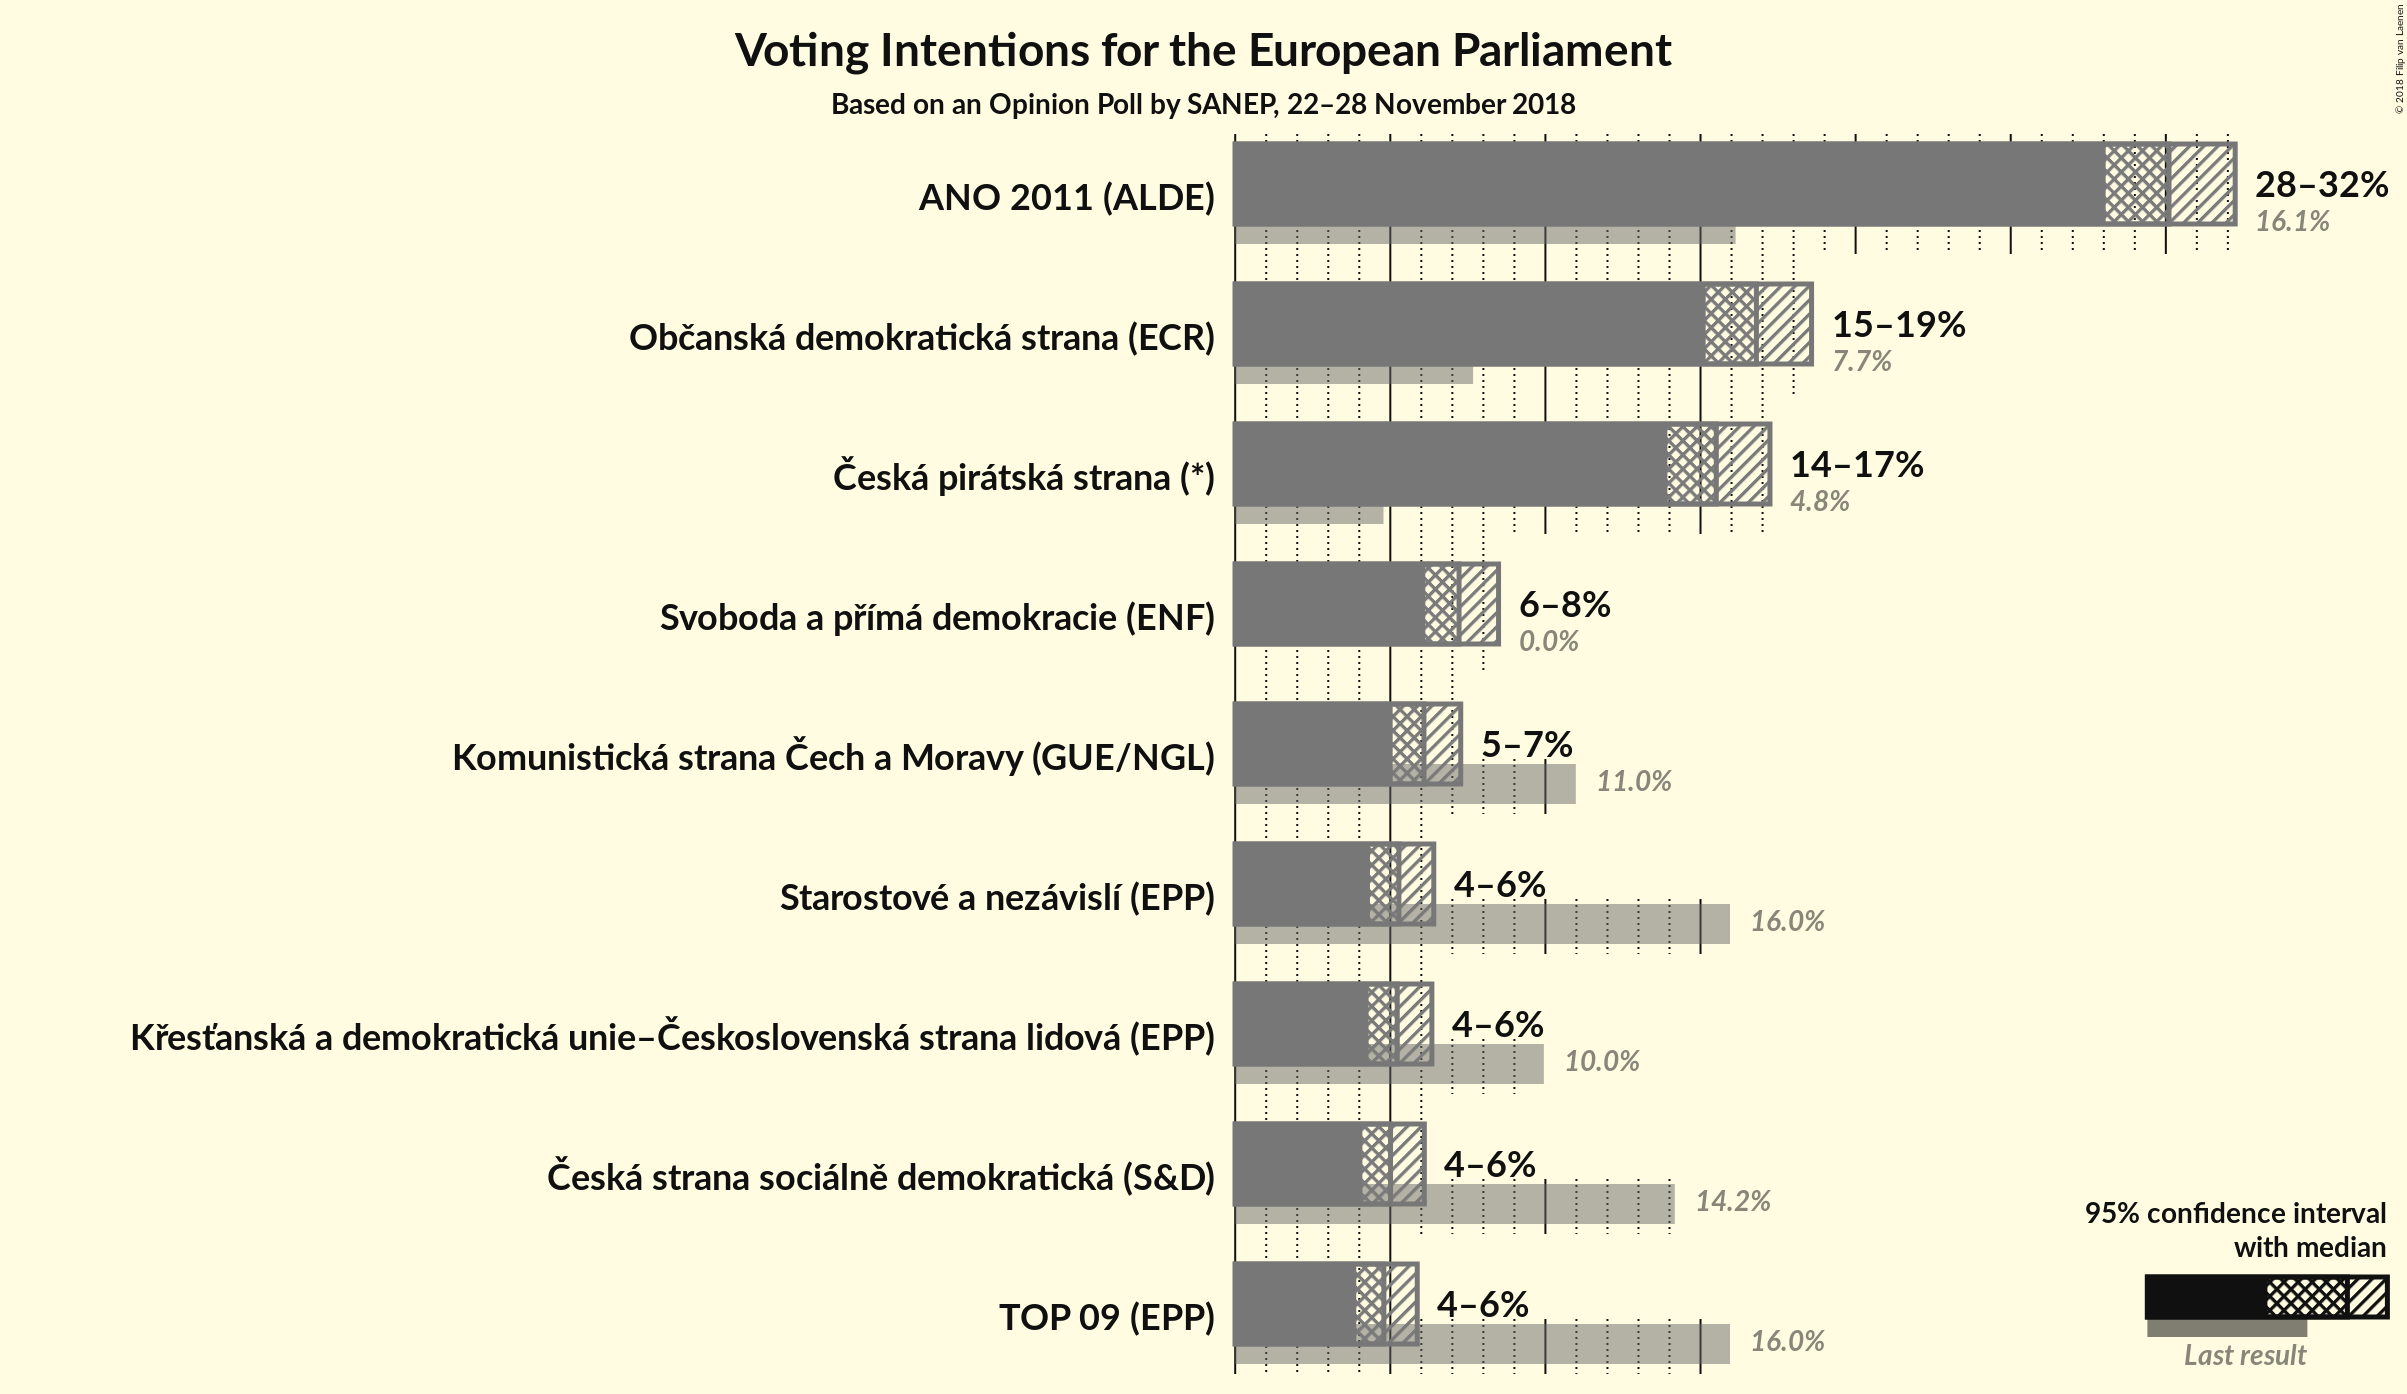 Voting Intentions for the European Parliament
Based on an Opinion Poll by SANEP, 22–28 November 2018
© 2018 Filip van Laenen
ANO 2011 (ALDE)
28–32%
16.1%
Občanská demokratická strana (ECR)
15–19%
7.7%
Česká pirátská strana (*)
14–17%
4.8%
Svoboda a přímá demokracie (ENF)
6–8%
0.0%
Komunistická strana Čech a Moravy (GUE/NGL)
5–7%
11.0%
Starostové a nezávislí (EPP)
4–6%
16.0%
Křesťanská a demokratická unie–Československá strana lidová (EPP)
4–6%
10.0%
Česká strana sociálně demokratická (S&D)
4–6%
14.2%
TOP 09 (EPP)
4–6%
16.0%
95% confidence interval
with median
Last result